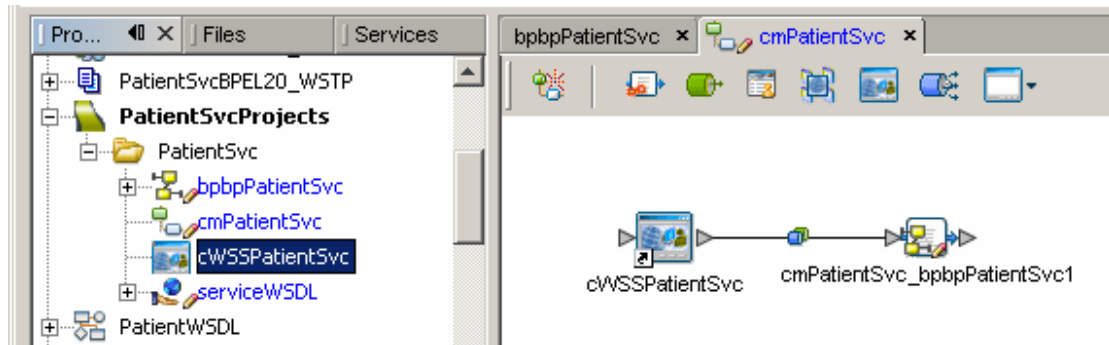 Pro... Files Services
PatientSvcBPEL20_WSTP
PatientSvcProjects
PatientSvc
bpbpPatientSvc
cmPatientSvc
cWSSPatientSvc
serviceWSDL
PatientWSDL
bpbpPatientSvc cmPatientSvc
cWSSPatientSvc cmPatientSvc_bpbpPatientSvc1